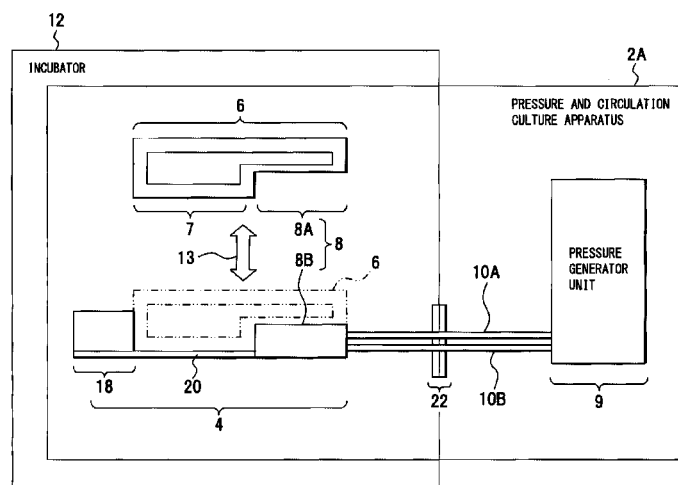 12
INCUBATOR
2A
PRESSURE AND CIRCULATION
CULTURE APPARATUS
6
7
8A
8
13
8B
6
10A
PRESSURE
GENERATOR
UNIT
18
20
4
22
10B
9